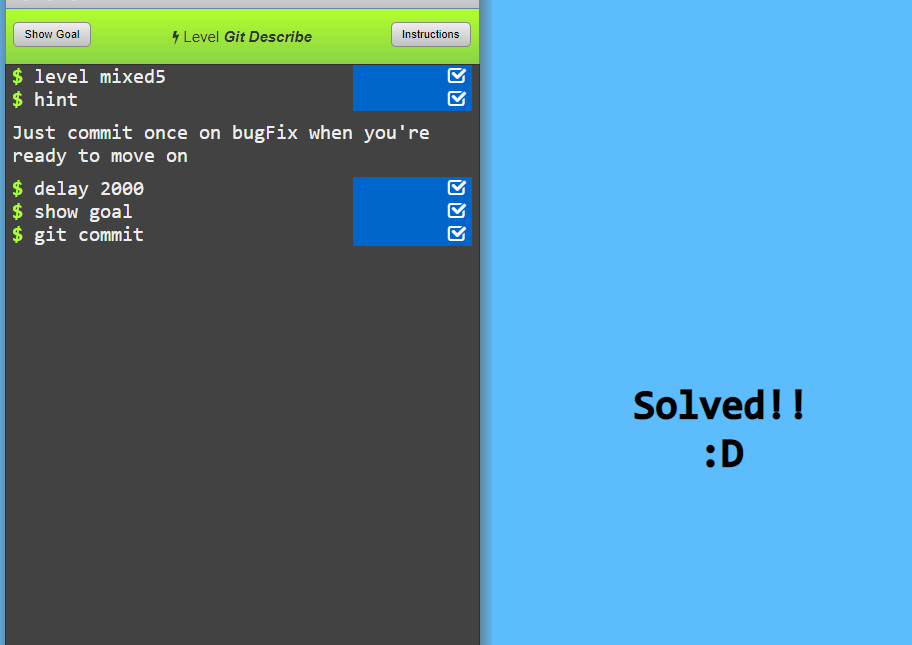 Show Goal
Level Git Describe
Instructions
$ level mixed5
$ hint
Just commit once on bugFix when you're
ready to move on
$ delay 2000
$ show goal
$ git commit
Solved!!
:D